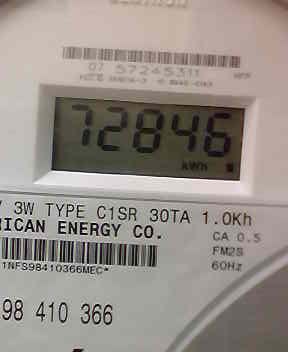 07 57245311
72846
kWh
V 3W TYPE C1SR 30TA 1.0Kh
RICAN ENERGY CO.
CA 0.5
FM2S
60Hz
1NFS98410366MEC*
98 410 366